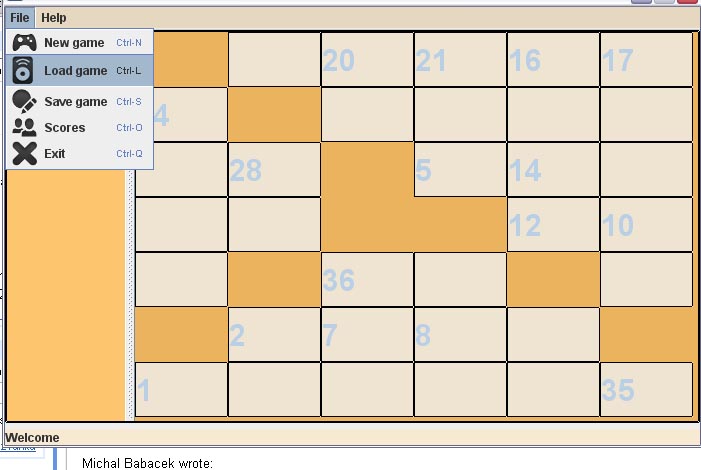 File Help
New game Ctrl-N
Load game Ctrl-L
Save game Ctrl-S
Scores Ctrl-O
Exit Ctrl-Q
20 21 16 17
4
28 5 14
12 10
36
2 7 8
1 35
Welcome
Michal Babacek wrote: